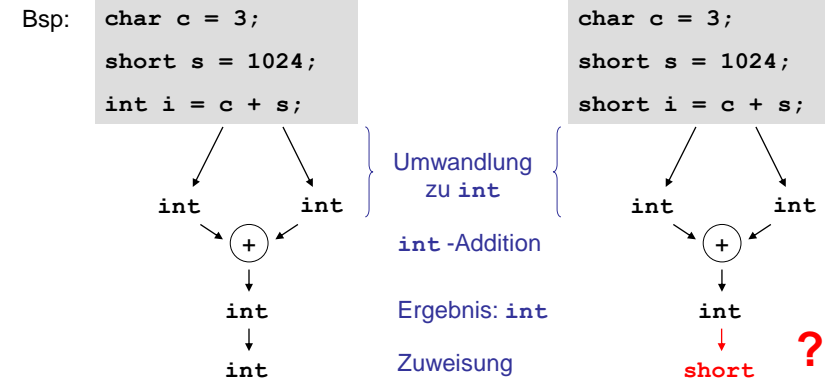 Bsp: char c = 3; char c = 3;
short s = 1024; short s = 1024;
int i = c + s; short i = c + s;
Umwandlung
zu int
int int int int
+ int -Addition +
int Ergebnis: int int
int Zuweisung short ?